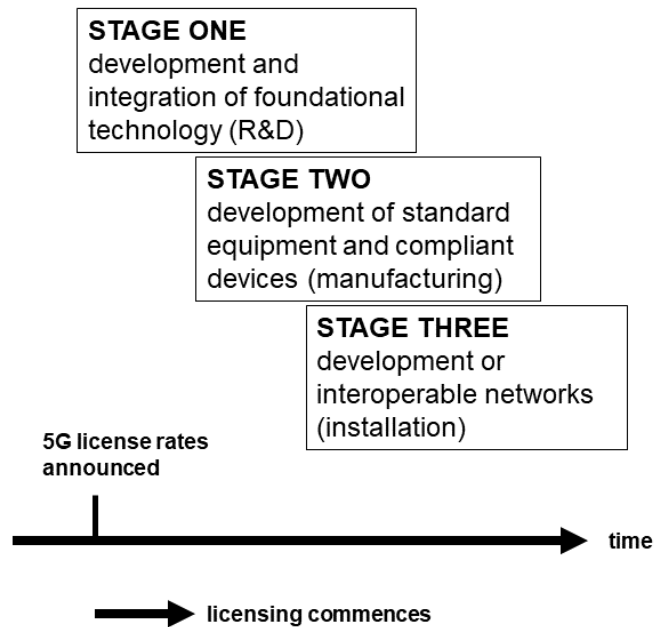 STAGE ONE
development and
integration of foundational
technology (R&D)
STAGE TWO
development of standard
equipment and compliant
devices (manufacturing)
STAGE THREE
development or
interoperable networks
(installation)
5G license rates
announced
time
licensing commences